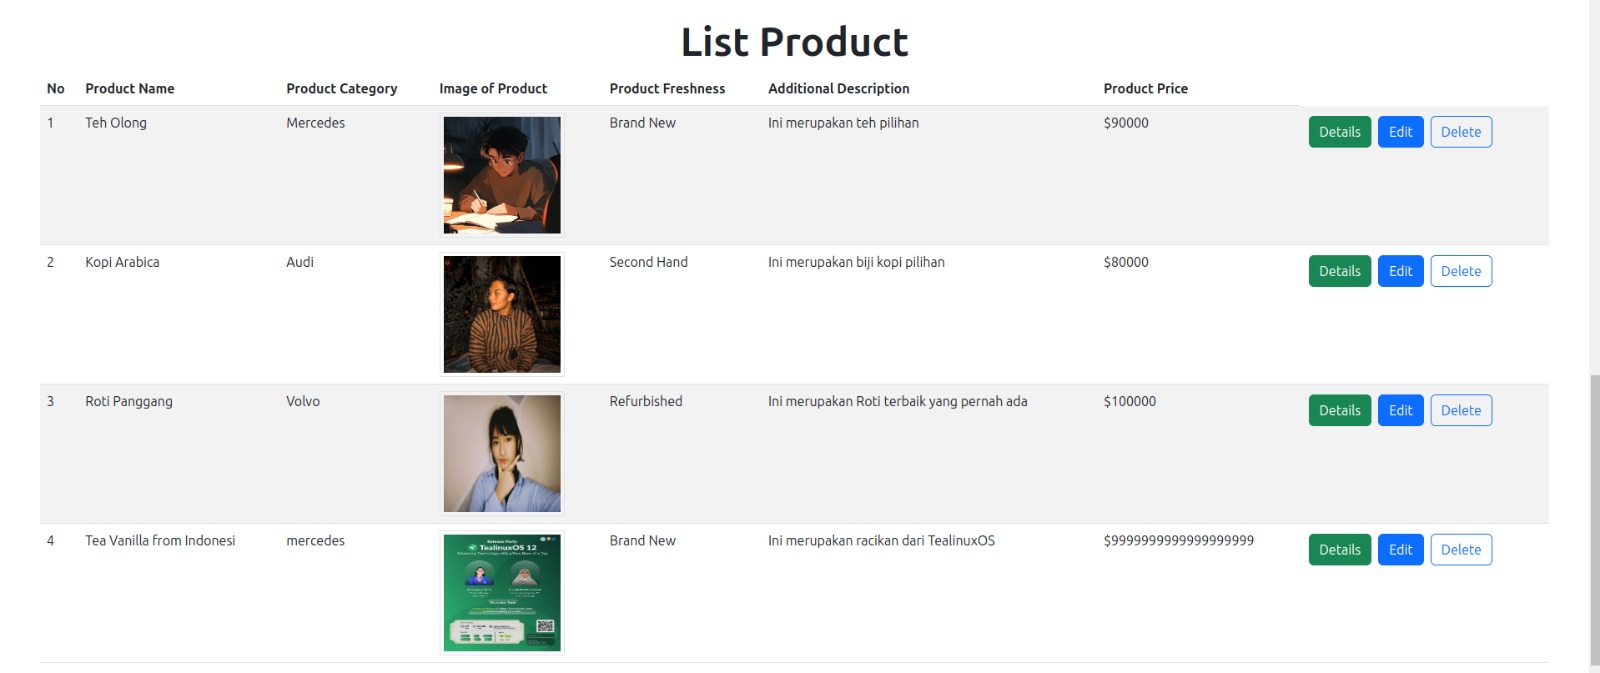 List Product
No Product Name Product Category Image of Product Product Freshness Additional Description Product Price
1 Teh Olong Mercedes Brand New Ini merupakan teh pilihan $90000 Details Edit Delete
2 Kopi Arabica Audi Second Hand Ini merupakan biji kopi pilihan $80000 Details Edit Delete
3 Roti Panggang Volvo Refurbished Ini merupakan Roti terbaik yang pernah ada $100000 Details Edit Delete
4 Tea Vanilla from Indonesi mercedes Brand New Ini merupakan racikan dari TealinuxOS $9999999999999999999 Details Edit Delete
Release Party
TealinuxOS 12